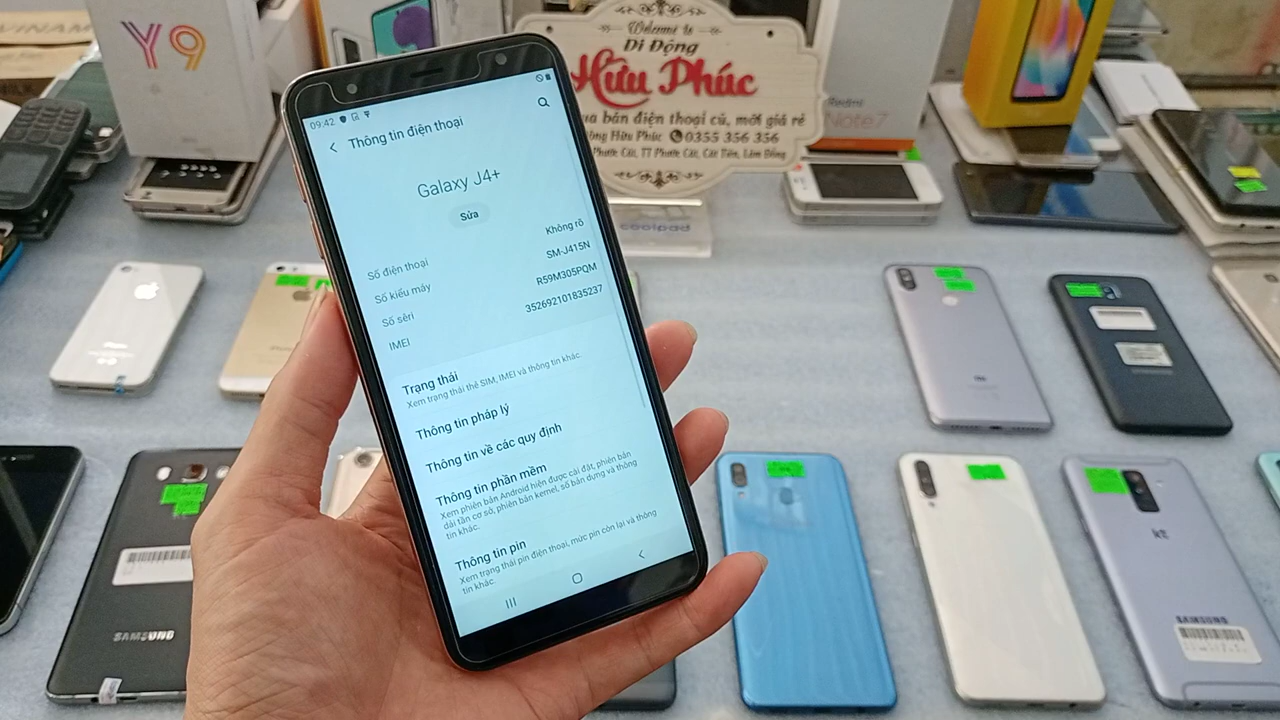 Y9
Welcome to
Di Động
Hữu Phúc
ua bán điện thoại cũ, mới giá rẻ
ông Hữu Phúc 0355 356 356
Phước Cát, TT Phước Cát, Cát Tiên, Lâm Đồng
Redmi
Note7
coolpad
09:42
Thông tin điện thoại
Galaxy J4+
Sửa
Số điện thoại Không rõ
Số kiểu máy SM-J415N
Số sêri R59M305PQM
IMEI 352692101835237
Trạng thái
Xem trạng thái thẻ SIM, IMEI và thông tin khác.
Thông tin pháp lý
Thông tin về các quy định
Thông tin phần mềm
Xem phiên bản Android hiện được cài đặt, phiên bản
dải tần cơ sở, phiên bản kernel, số bản dựng và thông
tin khác.
Thông tin pin
Xem trạng thái pin điện thoại, mức pin còn lại và thông
tin khác.
SAMSUNG
kt
SAMSUNG